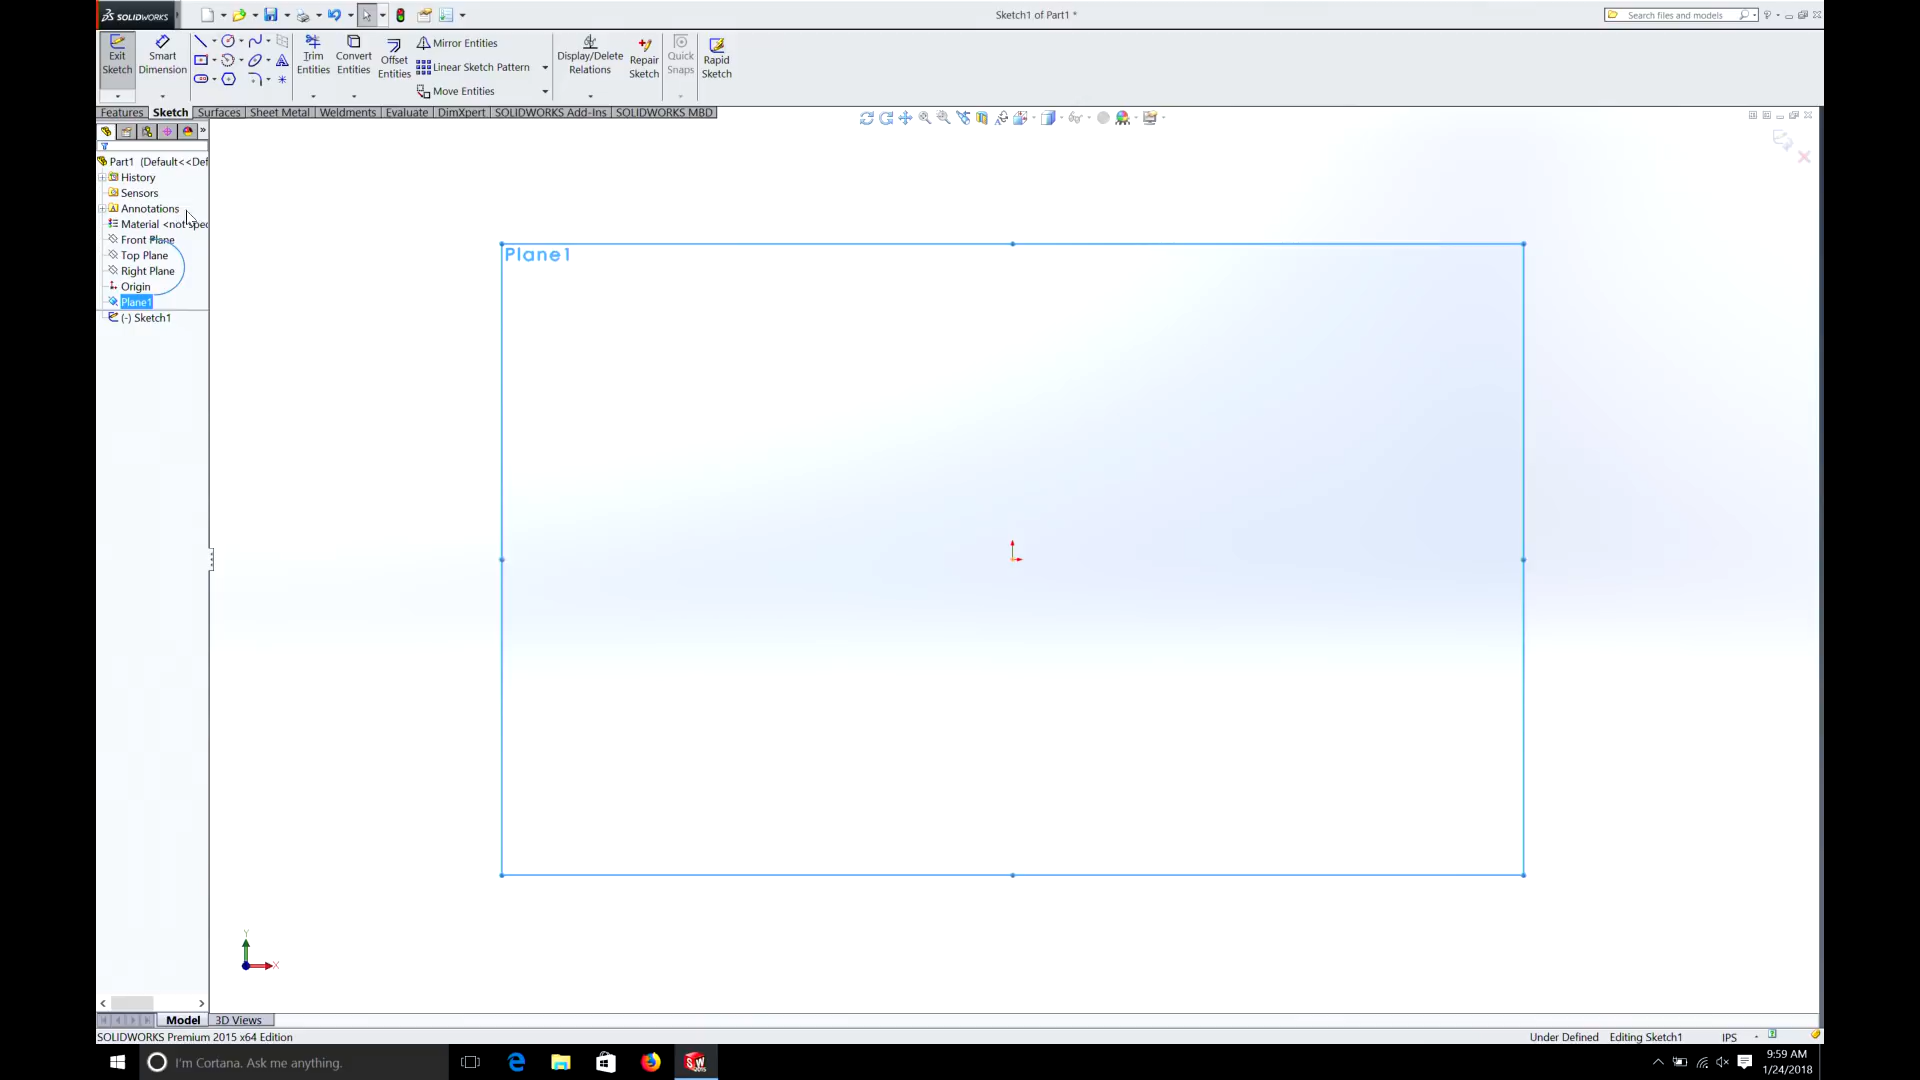 SOLIDWORKS
Sketch1 of Part1 *
Search files and models
Exit Sketch
Smart Dimension
Trim Entities
Convert Entities
Offset Entities
Mirror Entities
Linear Sketch Pattern
Move Entities
Display/Delete Relations
Repair Sketch
Quick Snaps
Rapid Sketch
Features Sketch Surfaces Sheet Metal Weldments Evaluate DimXpert SOLIDWORKS Add-Ins SOLIDWORKS MBD
Part1 (Default<<Def
History
Sensors
Annotations
Material <not spec
Front Plane
Top Plane
Right Plane
Origin
Plane1
(-) Sketch1
Plane1
Y
X
Model 3D Views
SOLIDWORKS Premium 2015 x64 Edition
Under Defined Editing Sketch1 IPS
I'm Cortana. Ask me anything.
9:59 AM
1/24/2018